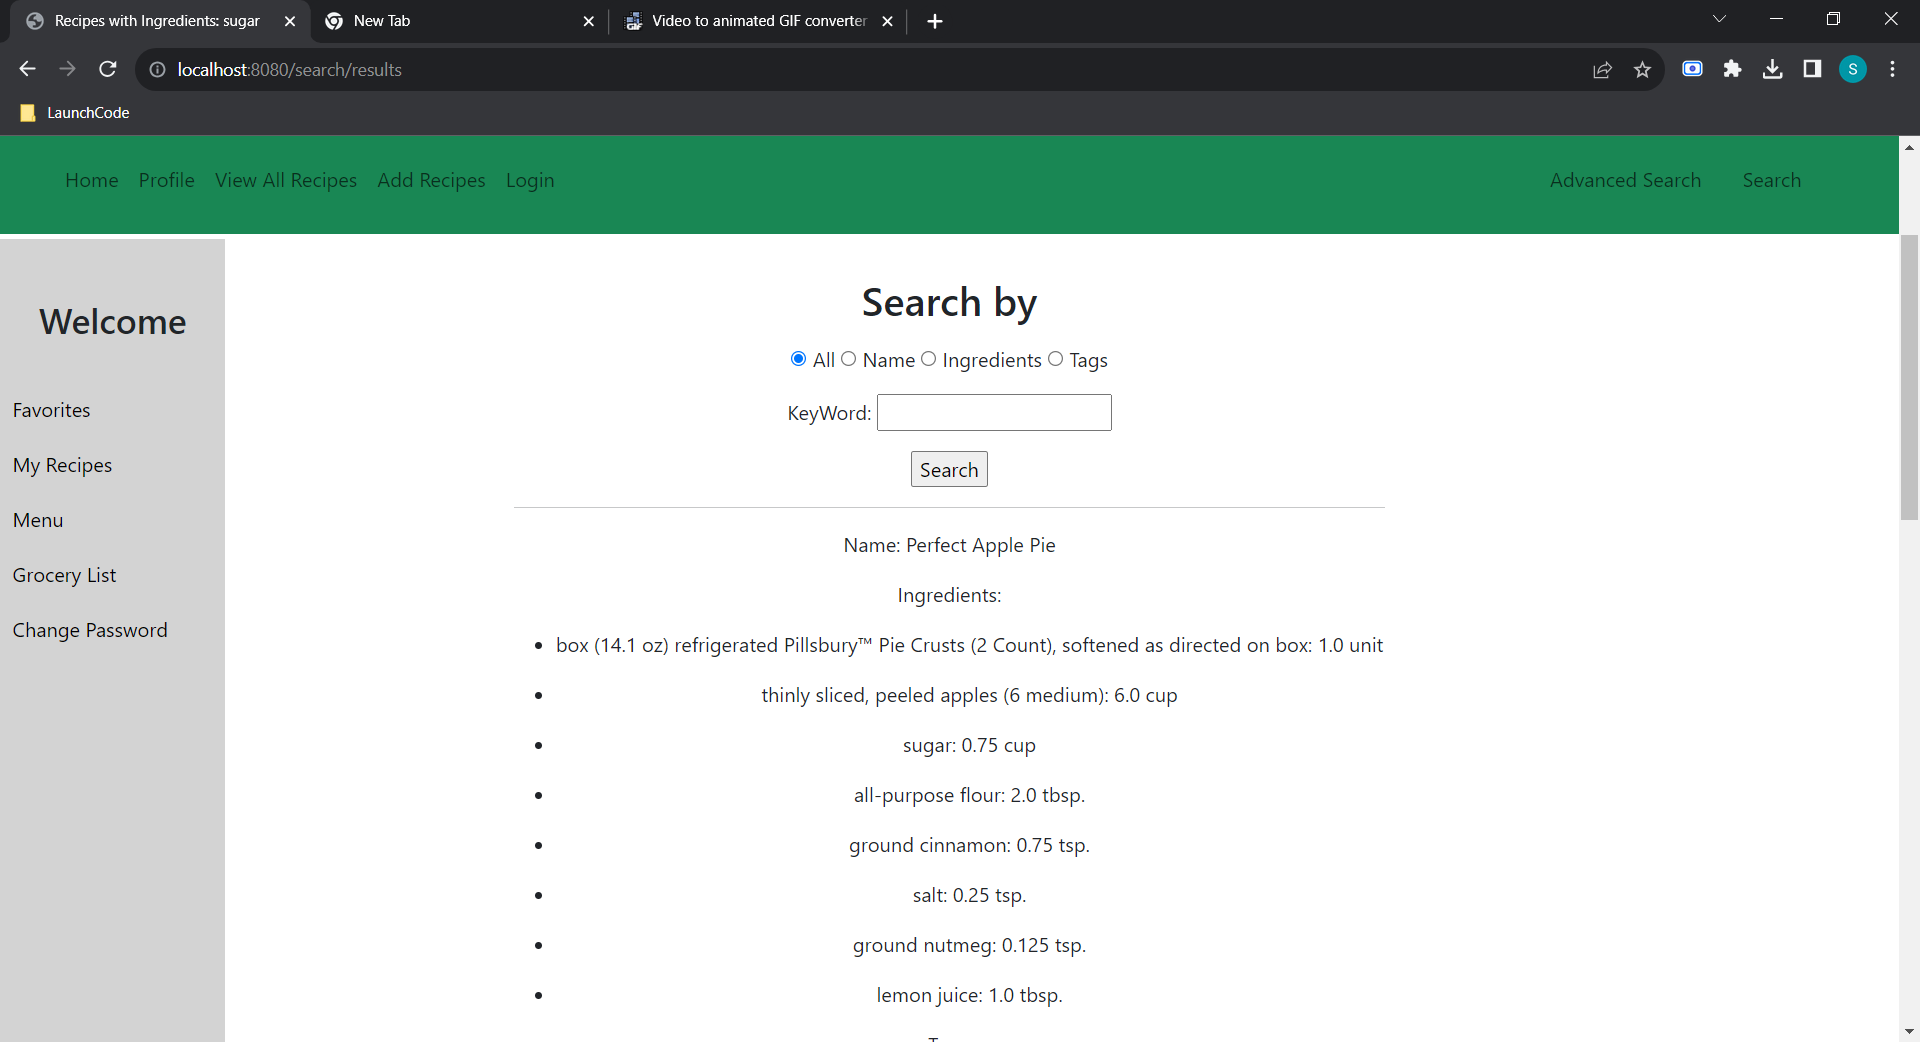 Recipes with Ingredients: sugar
New Tab
Video to animated GIF converter
localhost:8080/search/results
S
LaunchCode
Home Profile View All Recipes Add Recipes Login Advanced Search Search
Welcome
Favorites
My Recipes
Menu
Grocery List
Change Password
Search by
All Name Ingredients Tags
KeyWord:
Search
Name: Perfect Apple Pie
Ingredients:
• box (14.1 oz) refrigerated Pillsbury™ Pie Crusts (2 Count), softened as directed on box: 1.0 unit
• thinly sliced, peeled apples (6 medium): 6.0 cup
• sugar: 0.75 cup
• all-purpose flour: 2.0 tbsp.
• ground cinnamon: 0.75 tsp.
• salt: 0.25 tsp.
• ground nutmeg: 0.125 tsp.
• lemon juice: 1.0 tbsp.